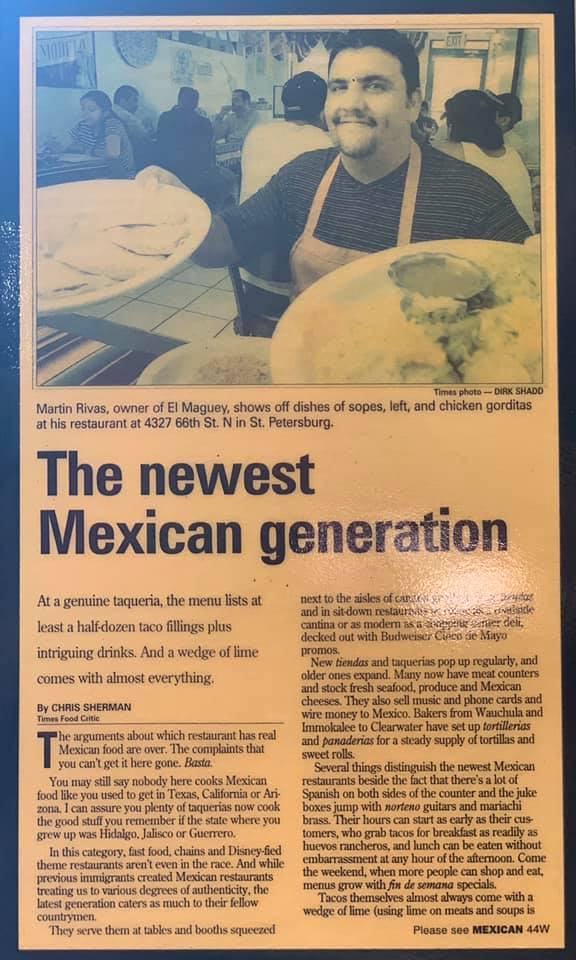 MODELO
EXIT
Times photo — DIRK SHADD
Martin Rivas, owner of El Maguey, shows off dishes of sopes, left, and chicken gorditas
at his restaurant at 4327 66th St. N in St. Petersburg.
The newest
Mexican generation
At a genuine taqueria, the menu lists at
least a half-dozen taco fillings plus
intriguing drinks. And a wedge of lime
comes with almost everything.
By CHRIS SHERMAN
Times Food Critic
The arguments about which restaurant has real
Mexican food are over. The complaints that
you can't get it here gone. Basta.
You may still say nobody here cooks Mexican
food like you used to get in Texas, California or Ari-
zona. I can assure you plenty of taquerias now cook
the good stuff you remember if the state where you
grew up was Hidalgo, Jalisco or Guerrero.
In this category, fast food, chains and Disney-fied
theme restaurants aren't even in the race. And while
previous immigrants created Mexican restaurants
treating us to various degrees of authenticity, the
latest generation caters as much to their fellow
countrymen.
They serve them at tables and booths squeezed
next to the aisles of tiendas
and in sit-down restaurants as a roadside
cantina or as modern as a shopping center deli,
decked out with Budweiser Cinco de Mayo
promos.
New tiendas and taquerias pop up regularly, and
older ones expand. Many now have meat counters
and stock fresh seafood, produce and Mexican
cheeses. They also sell music and phone cards and
wire money to Mexico. Bakers from Wauchula and
Immokalee to Clearwater have set up tortillerias
and panaderias for a steady supply of tortillas and
sweet rolls.
Several things distinguish the newest Mexican
restaurants beside the fact that there's a lot of
Spanish on both sides of the counter and the juke
boxes jump with norteno guitars and mariachi
brass. Their hours can start as early as their cus-
tomers, who grab tacos for breakfast as readily as
huevos rancheros, and lunch can be eaten without
embarrassment at any hour of the afternoon. Come
the weekend, when more people can shop and eat,
menus grow with fin de semana specials.
Tacos themselves almost always come with a
wedge of lime (using lime on meats and soups is
Please see MEXICAN 44W